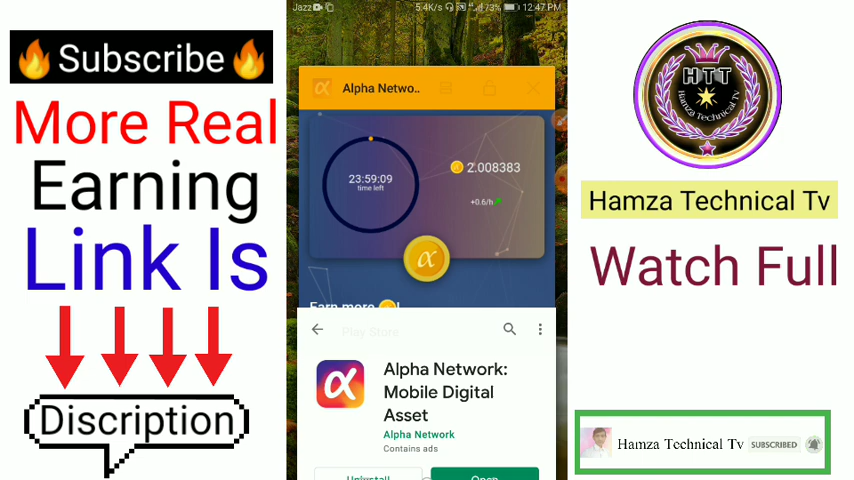 Subscribe
More Real
Earning
Link Is
Discription
Jazz 5.4K/s 73% 12:47 PM
Alpha Netwo..
23:59:09
time left
2.008383
+0.6/h
Earn more !
Play Store
Alpha Network:
Mobile Digital
Asset
Alpha Network
Contains ads
Uninstall Open
HTT
Hamza Technical Tv
Hamza Technical Tv
Watch Full
Hamza Technical Tv SUBSCRIBED